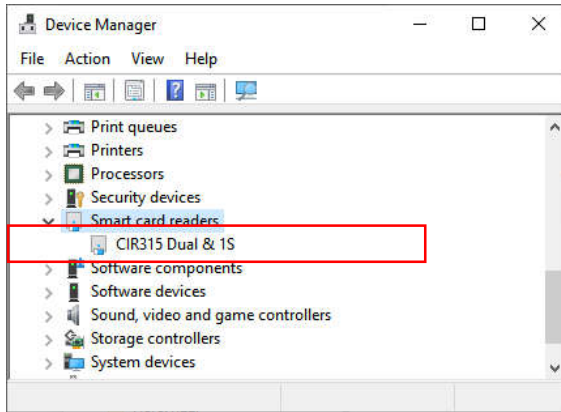 Device Manager
File Action View Help
Print queues
Printers
Processors
Security devices
Smart card readers
CIR315 Dual & 1S
Software components
Software devices
Sound, video and game controllers
Storage controllers
System devices